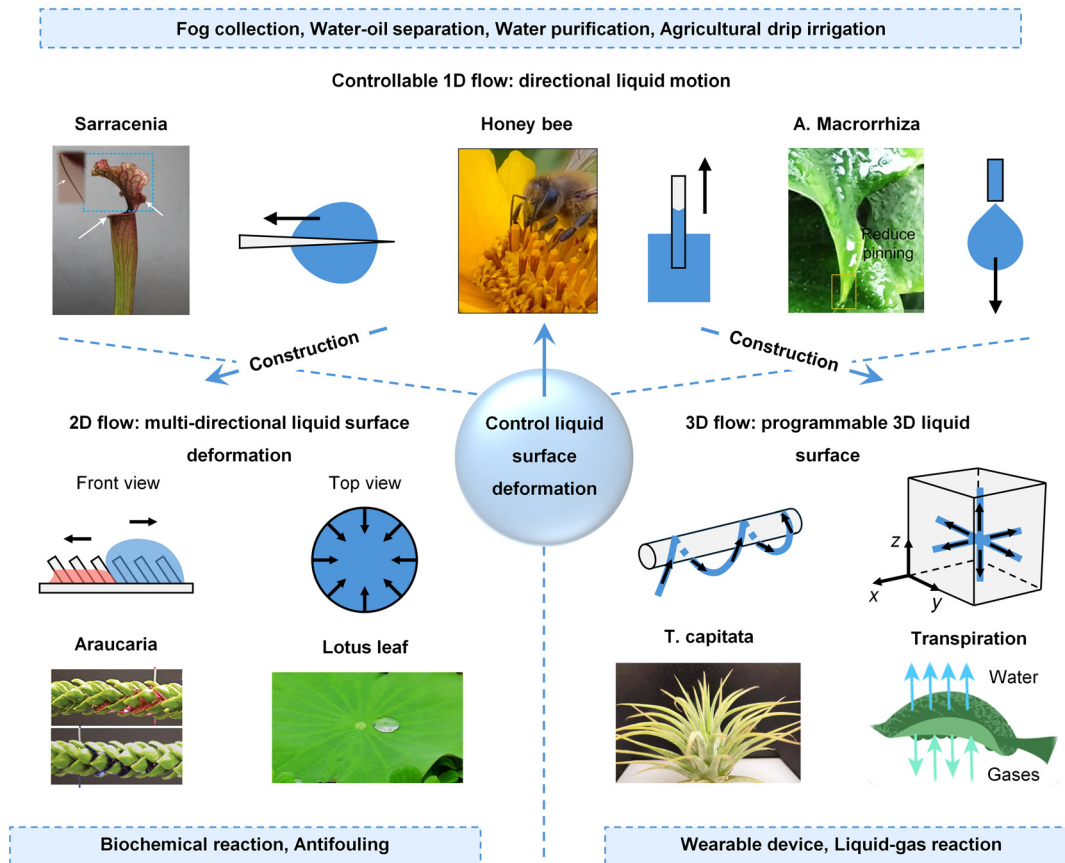 Fog collection, Water-oil separation, Water purification, Agricultural drip irrigation
Controllable 1D flow: directional liquid motion
Sarracenia
Honey bee
A. Macrorrhiza
Reduce
pinning
Construction
Construction
Control liquid
surface
deformation
2D flow: multi-directional liquid surface
deformation
Front view
Top view
Araucaria
Lotus leaf
3D flow: programmable 3D liquid
surface
z
x
y
T. capitata
Transpiration
Water
Gases
Biochemical reaction, Antifouling
Wearable device, Liquid-gas reaction